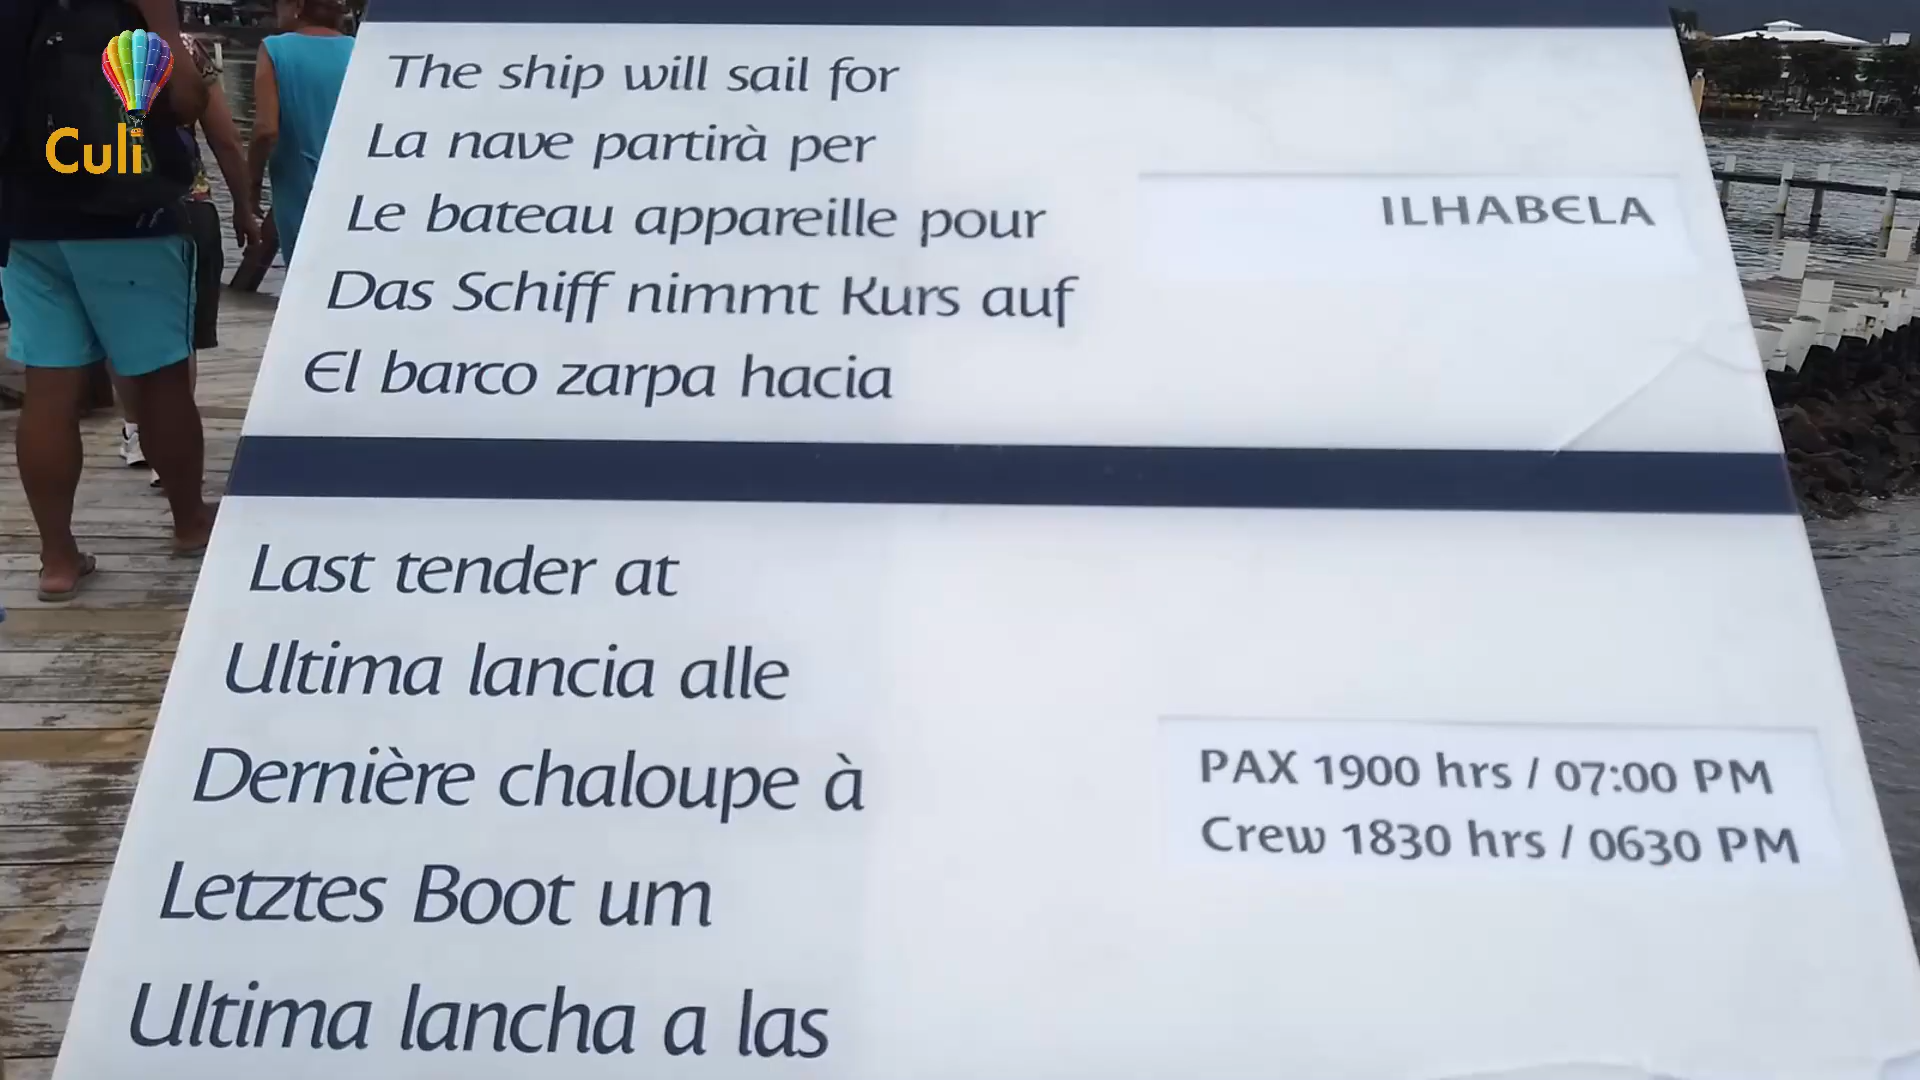 Culi
The ship will sail for
La nave partirà per
Le bateau appareille pour
Das Schiff nimmt Kurs auf
El barco zarpa hacia
ILHABELA
Last tender at
Ultima lancia alle
Dernière chaloupe à
Letztes Boot um
Ultima lancha a las
PAX 1900 hrs / 07:00 PM
Crew 1830 hrs / 0630 PM